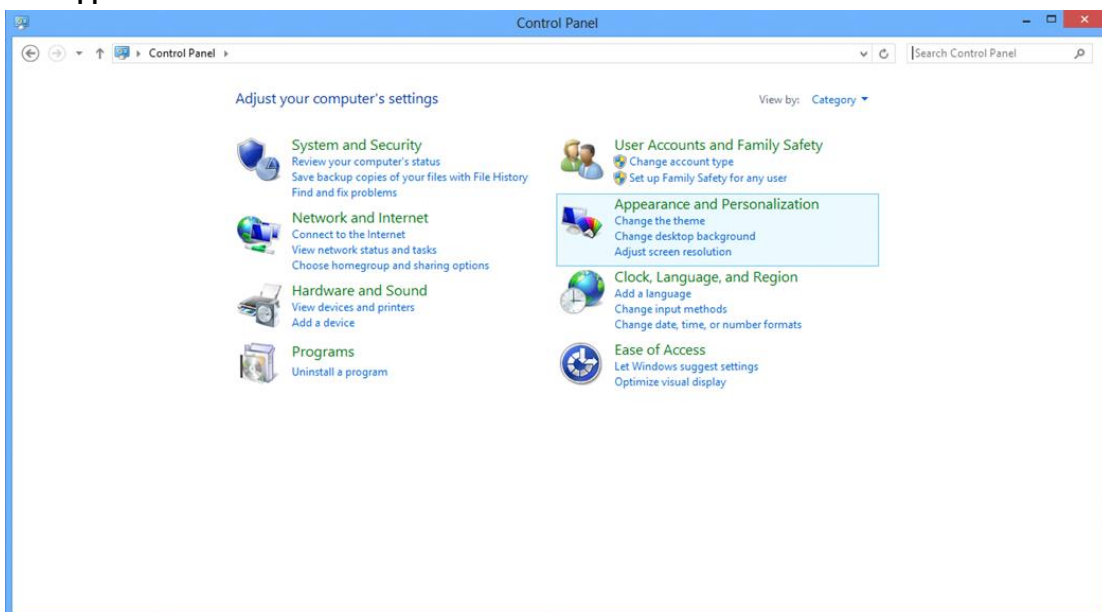 Control Panel
Control Panel
Search Control Panel
Adjust your computer's settings
View by: Category
System and Security
Review your computer's status
Save backup copies of your files with File History
Find and fix problems
Network and Internet
Connect to the Internet
View network status and tasks
Choose homegroup and sharing options
Hardware and Sound
View devices and printers
Add a device
Programs
Uninstall a program
User Accounts and Family Safety
Change account type
Set up Family Safety for any user
Appearance and Personalization
Change the theme
Change desktop background
Adjust screen resolution
Clock, Language, and Region
Add a language
Change input methods
Change date, time, or number formats
Ease of Access
Let Windows suggest settings
Optimize visual display